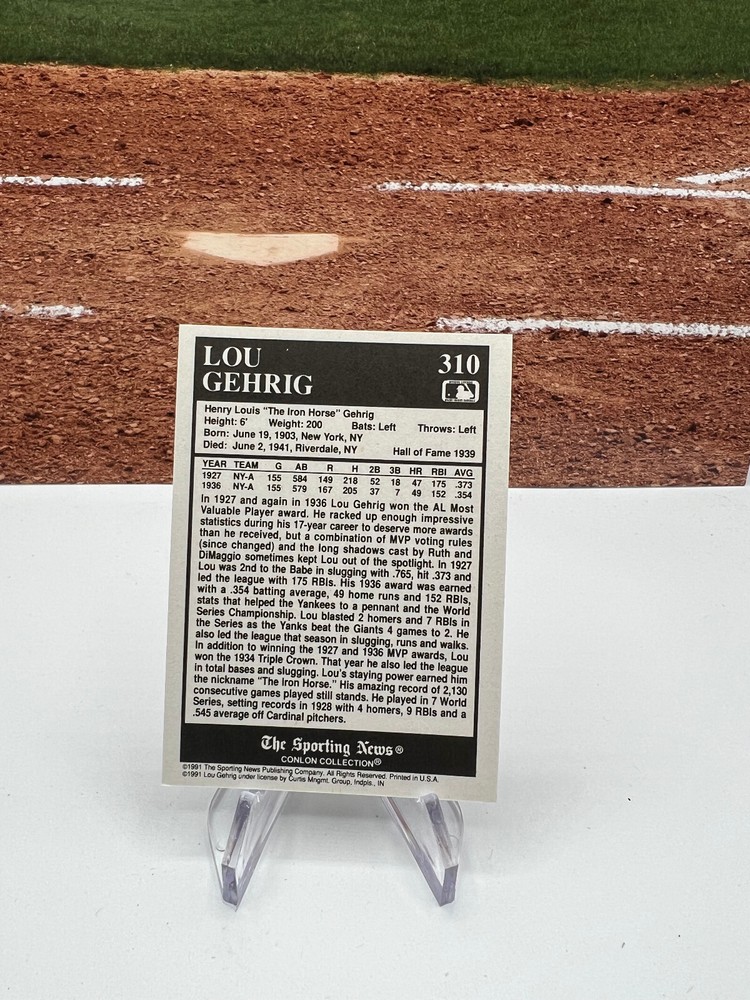 LOU
GEHRIG
310
Henry Louis "The Iron Horse" Gehrig
Height: 6' Weight: 200 Bats: Left Throws: Left
Born: June 19, 1903, New York, NY
Died: June 2, 1941, Riverdale, NY Hall of Fame 1939
YEAR TEAM G AB R H 2B 3B HR RBI AVG
1927 NY-A 155 584 149 218 52 18 47 175 .373
1936 NY-A 155 579 167 205 37 7 49 152 .354
In 1927 and again in 1936 Lou Gehrig won the AL Most
Valuable Player award. He racked up enough impressive
statistics during his 17-year career to deserve more awards
than he received, but a combination of MVP voting rules
(since changed) and the long shadows cast by Ruth and
DiMaggio sometimes kept Lou out of the spotlight. In 1927
Lou was 2nd to the Babe in slugging with .765, hit .373 and
led the league with 175 RBIs. His 1936 award was earned
with a .354 batting average, 49 home runs and 152 RBIs,
stats that helped the Yankees to a pennant and the World
Series Championship. Lou blasted 2 homers and 7 RBIs in
the Series as the Yanks beat the Giants 4 games to 2. He
also led the league that season in slugging, runs and walks.
In addition to winning the 1927 and 1936 MVP awards, Lou
won the 1934 Triple Crown. That year he also led the league
in total bases and slugging. Lou's staying power earned him
the nickname "The Iron Horse." His amazing record of 2,130
consecutive games played still stands. He played in 7 World
Series, setting records in 1928 with 4 homers, 9 RBIs and a
.545 average off Cardinal pitchers.
The Sporting News®
CONLON COLLECTION®
©1991 The Sporting News Publishing Company. All Rights Reserved. Printed in U.S.A.
©1991 Lou Gehrig under license by Curtis Mngmt. Group, Indpls., IN